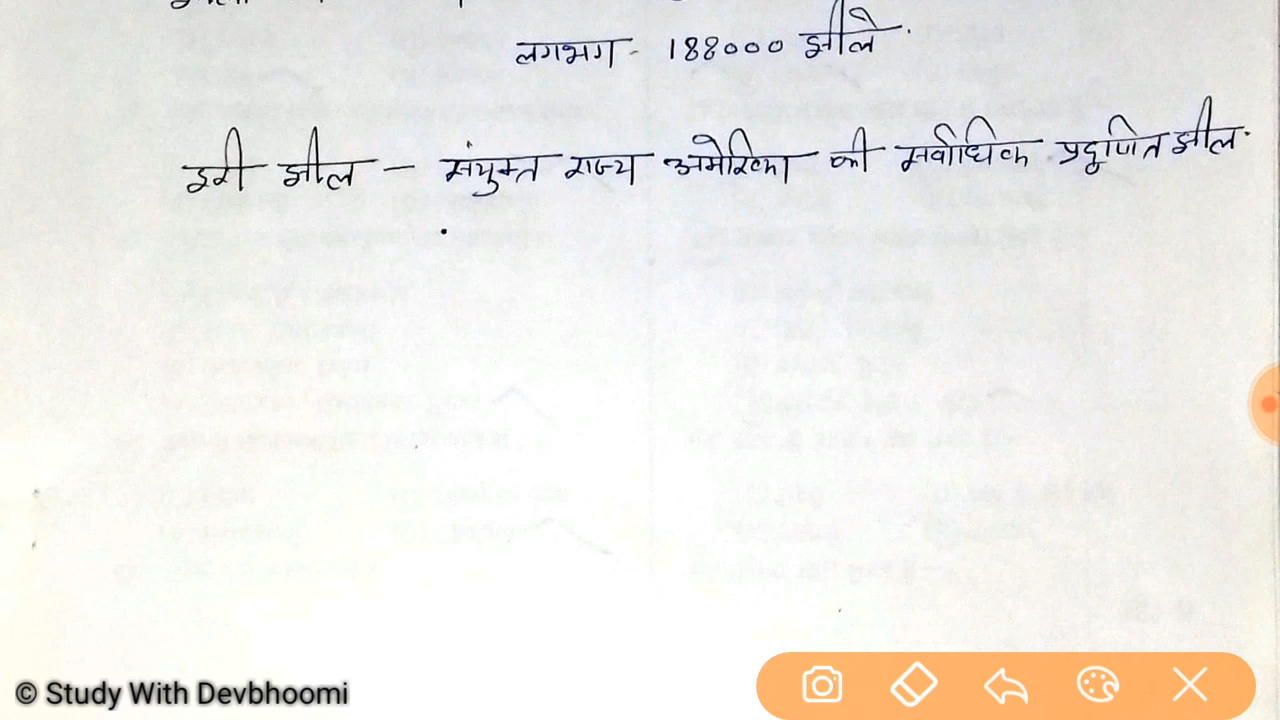 लगभग - 188000 झीले.
इरी झील - संयुक्त राज्य अमेरिका की सर्वाधिक प्रदुषित झील.
© Study With Devbhoomi